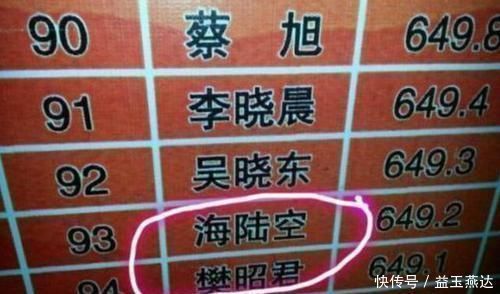 90 蔡旭 649.8
91 李晓晨 649.4
92 吴晓东 649.3
93 海陆空 649.2
94 樊昭君 649.1
快传号 / 益玉燕达